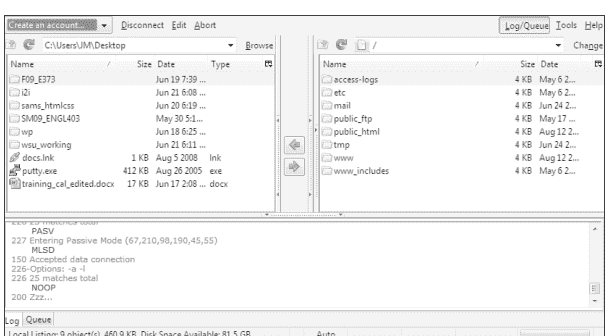 Create an account... Disconnect Edit Abort Log/Queue Tools Help
C:\Users\JM\Desktop Browse / Change
Name Size Date Type
F09_E373 Jun 19 7:39 ...
i2i Jun 21 6:08 ...
sams_htmlcss Jun 20 6:19 ...
SM09_ENGL403 May 30 5:1...
wp Jun 18 6:25 ...
wsu_working Jun 21 6:11 ...
docs.lnk 1 KB Aug 5 2008 lnk
putty.exe 412 KB Aug 26 2005 exe
training_cal_edited.docx 17 KB Jun 17 2:08 ... docx
Name Size Date
access-logs 4 KB May 6 2...
etc 4 KB May 6 2...
mail 4 KB Jun 24 2...
public_ftp 4 KB May 17 ...
public_html 4 KB Aug 12 2...
tmp 4 KB Jun 24 2...
www 4 KB Aug 12 2...
www_includes 4 KB May 6 2...
226 25 matches total
PASV
227 Entering Passive Mode (67,210,98,190,45,55)
MLSD
150 Accepted data connection
226-Options: -a -l
226 25 matches total
NOOP
200 Zzz...
Log Queue
Local Listing: 9 object(s), 460.9 KB, Disk Space Available: 81.5 GB Auto